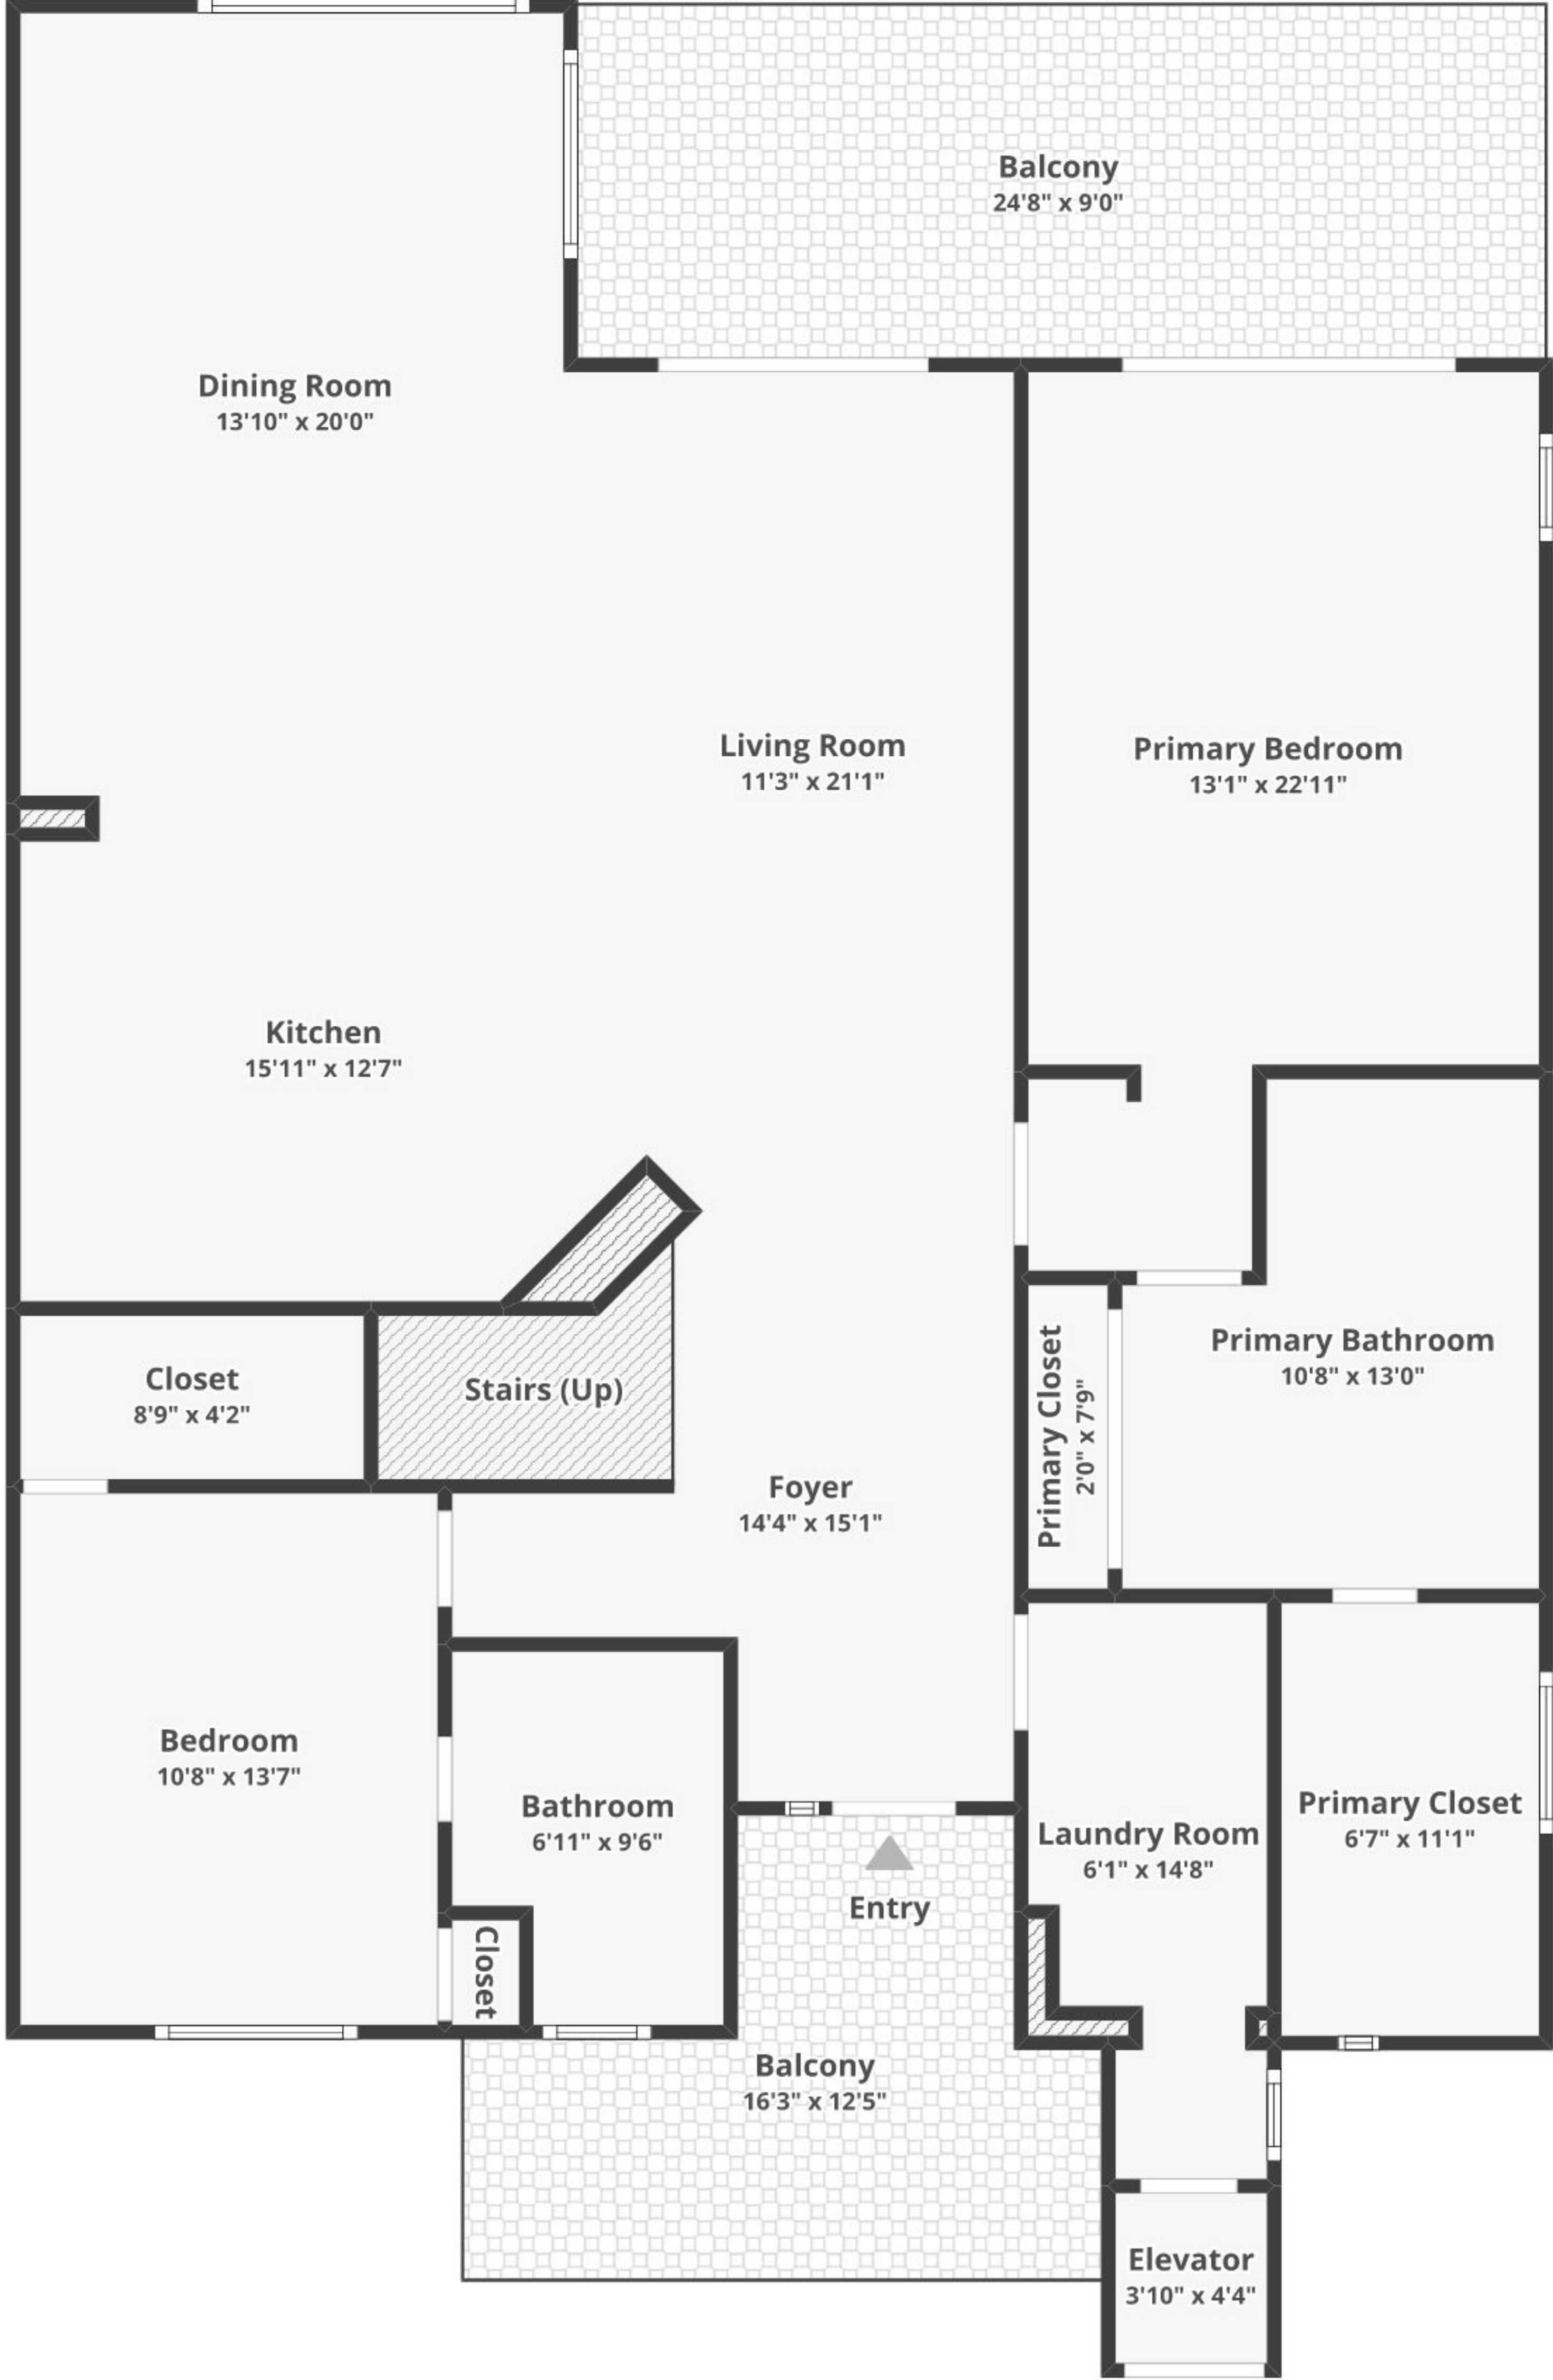 Balcony
24'8" x 9'0"
Dining Room
13'10" x 20'0"
Living Room
11'3" x 21'1"
Primary Bedroom
13'1" x 22'11"
Kitchen
15'11" x 12'7"
Closet
8'9" x 4'2"
Stairs (Up)
Primary Closet
2'0" x 7'9"
Primary Bathroom
10'8" x 13'0"
Foyer
14'4" x 15'1"
Bedroom
10'8" x 13'7"
Bathroom
6'11" x 9'6"
Closet
Entry
Laundry Room
6'1" x 14'8"
Primary Closet
6'7" x 11'1"
Balcony
16'3" x 12'5"
Elevator
3'10" x 4'4"